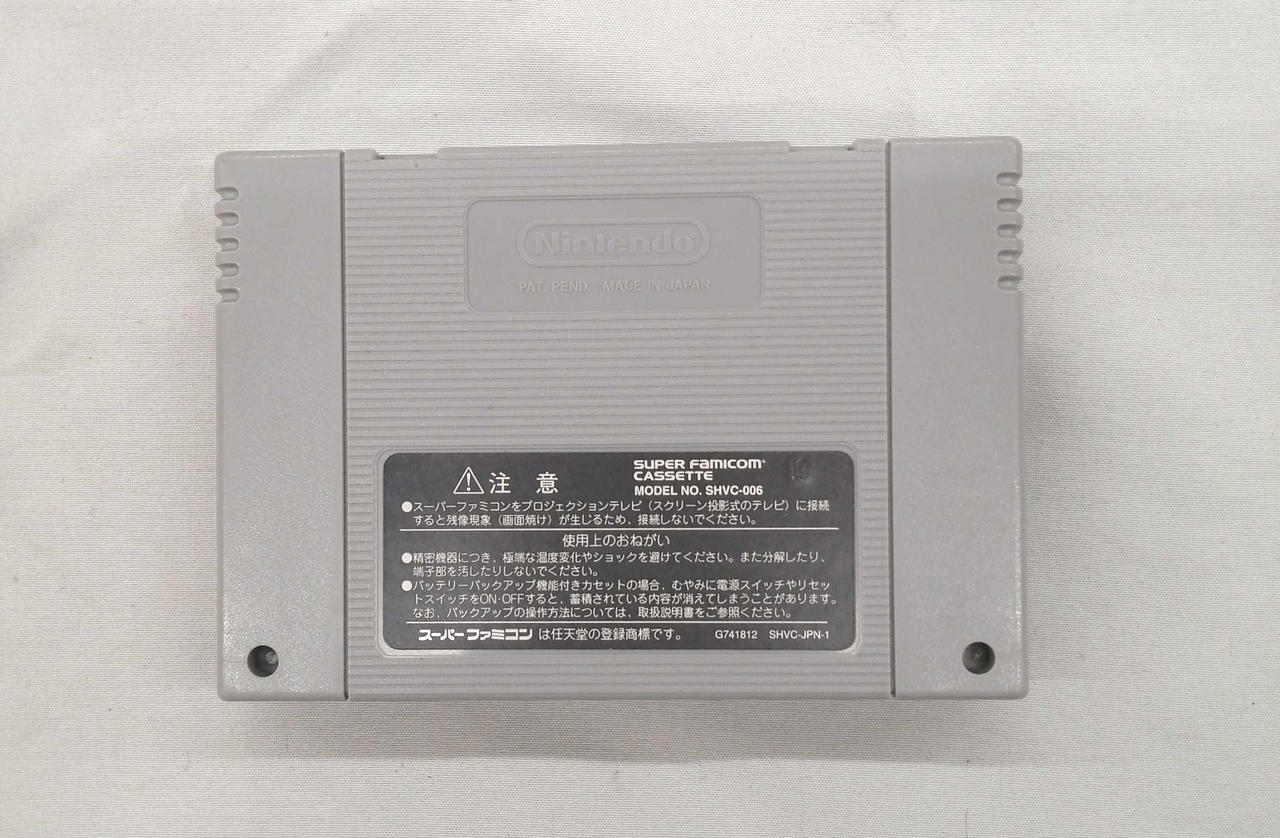 Nintendo
PAT. PEND. MADE IN JAPAN
注 意
SUPER FAMICOM
CASSETTE
MODEL NO. SHVC-006
●スーパーファミコンをプロジェクションテレビ（スクリーン投影式のテレビ）に接続
すると残像現象（画面焼け）が生じるため、接続しないでください。
使用上のおねがい
●精密機器につき、極端な温度変化やショックを避けてください。また分解したり、
端子部を汚したりしないでください。
●バッテリーバックアップ機能付きカセットの場合、むやみに電源スイッチやリセッ
トスイッチをON・OFFすると、蓄積されている内容が消えてしまうことがあります。
なお、バックアップの操作方法については、取扱説明書をご参照ください。
スーパーファミコン は任天堂の登録商標です。 G741812 SHVC-JPN-1